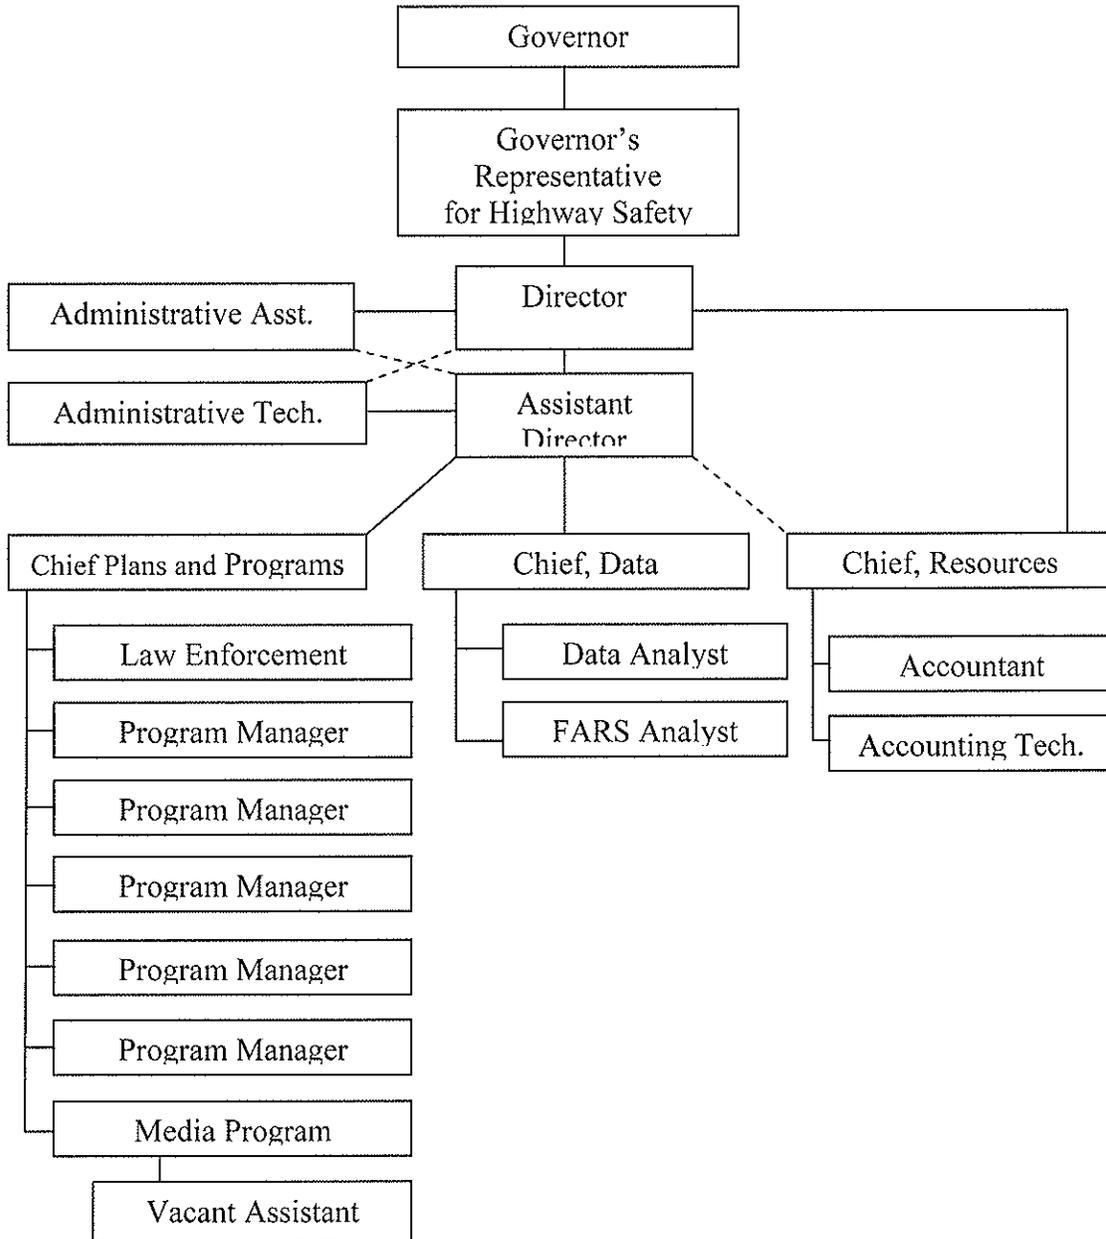 Governor
Governor's
Representative
for Highway Safety
Director
Administrative Asst.
Administrative Tech.
Assistant
Director
Chief Plans and Programs
Chief, Data
Chief, Resources
Law Enforcement
Data Analyst
Accountant
Program Manager
FARS Analyst
Accounting Tech.
Program Manager
Program Manager
Program Manager
Program Manager
Media Program
Vacant Assistant